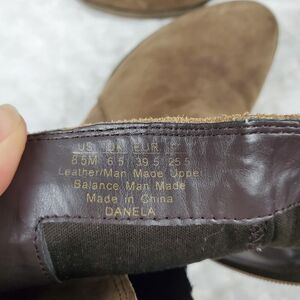 US UK EUR
8.5M 6.5 39.5 25.5
Leather/Man Made Upper
Balance Man Made
Made in China
DANELA